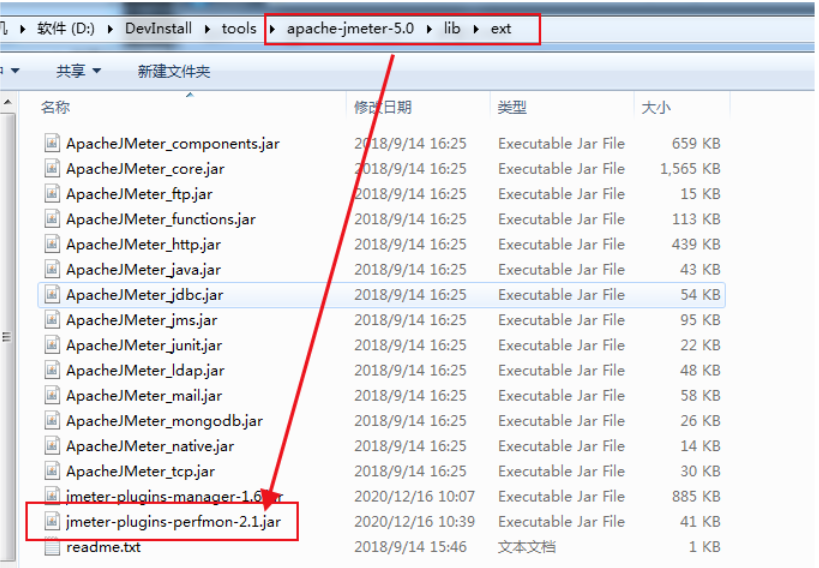 软件 (D:) DevInstall tools apache-jmeter-5.0 lib ext
共享 新建文件夹
名称 修改日期 类型 大小
ApacheJMeter_components.jar 2018/9/14 16:25 Executable Jar File 659 KB
ApacheJMeter_core.jar 2018/9/14 16:25 Executable Jar File 1,565 KB
ApacheJMeter_ftp.jar 2018/9/14 16:25 Executable Jar File 15 KB
ApacheJMeter_functions.jar 2018/9/14 16:25 Executable Jar File 113 KB
ApacheJMeter_http.jar 2018/9/14 16:25 Executable Jar File 439 KB
ApacheJMeter_java.jar 2018/9/14 16:25 Executable Jar File 43 KB
ApacheJMeter_jdbc.jar 2018/9/14 16:25 Executable Jar File 54 KB
ApacheJMeter_jms.jar 2018/9/14 16:25 Executable Jar File 95 KB
ApacheJMeter_junit.jar 2018/9/14 16:25 Executable Jar File 22 KB
ApacheJMeter_ldap.jar 2018/9/14 16:25 Executable Jar File 48 KB
ApacheJMeter_mail.jar 2018/9/14 16:25 Executable Jar File 58 KB
ApacheJMeter_mongodb.jar 2018/9/14 16:25 Executable Jar File 26 KB
ApacheJMeter_native.jar 2018/9/14 16:25 Executable Jar File 14 KB
ApacheJMeter_tcp.jar 2018/9/14 16:25 Executable Jar File 30 KB
jmeter-plugins-manager-1.6.jar 2020/12/16 10:07 Executable Jar File 885 KB
jmeter-plugins-perfmon-2.1.jar 2020/12/16 10:39 Executable Jar File 41 KB
readme.txt 2018/9/14 15:46 文本文档 1 KB